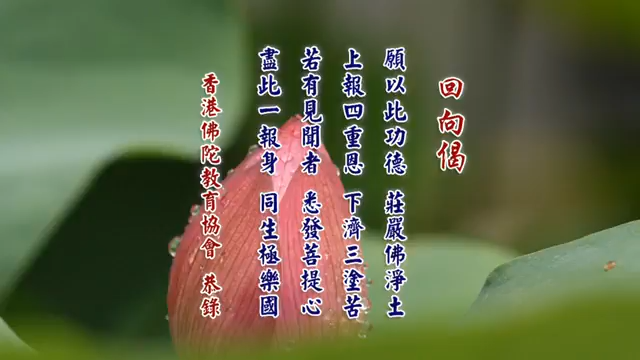 回向偈
願以此功德 莊嚴佛淨土
上報四重恩 下濟三塗苦
若有見聞者 悉發菩提心
盡此一報身 同生極樂國
香港佛陀教育協會 恭錄